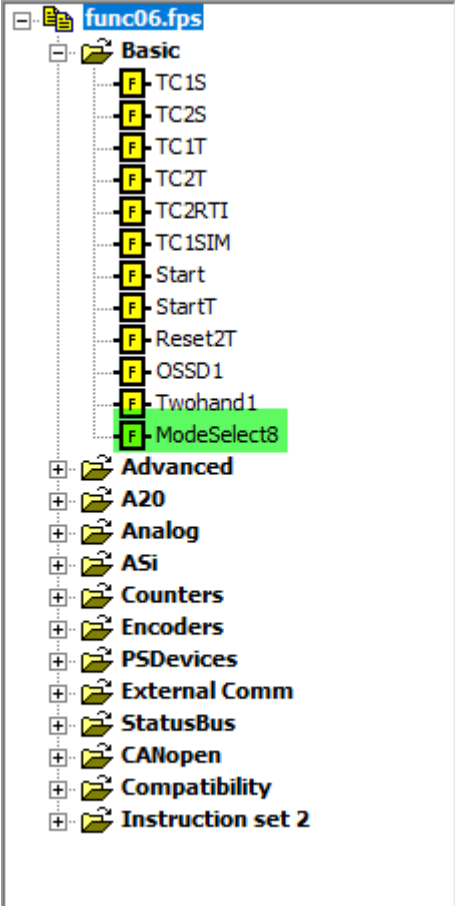 func06.fps
Basic
F TC1S
F TC2S
F TC1T
F TC2T
F TC2RTI
F TC1SIM
F Start
F StartT
F Reset2T
F OSSD1
F Twohand1
F ModeSelect8
Advanced
A20
Analog
ASi
Counters
Encoders
PSDevices
External Comm
StatusBus
CANopen
Compatibility
Instruction set 2